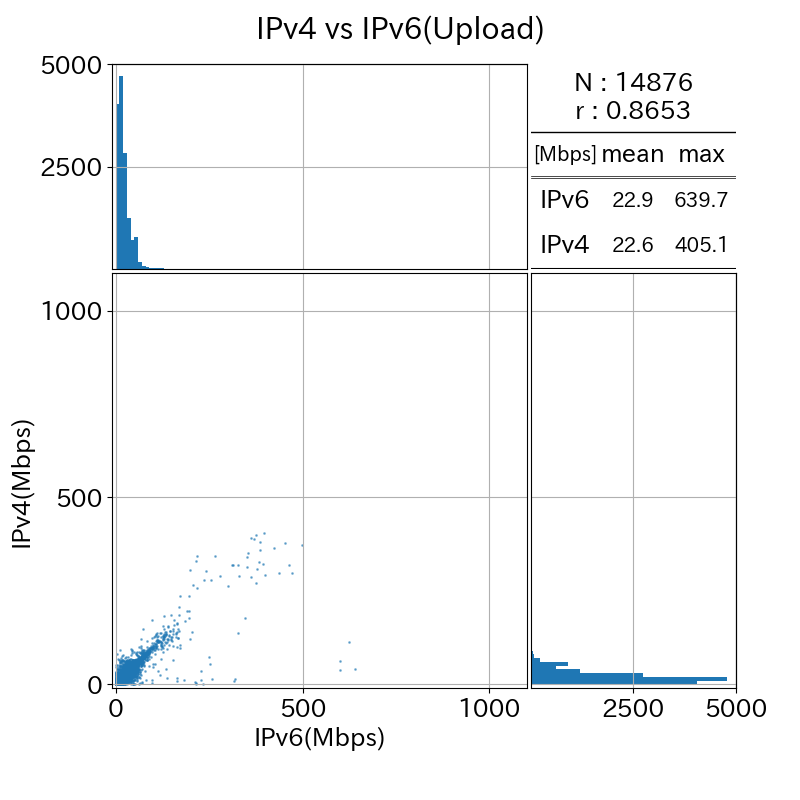 IPv4 vs IPv6(Upload)
5000
2500
N : 14876
r : 0.8653
[Mbps] mean max
IPv6 22.9 639.7
IPv4 22.6 405.1
1000
500
0
IPv4(Mbps)
0 500 1000
2500 5000
IPv6(Mbps)